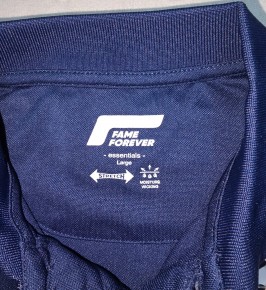 FAME
FOREVER
- essentials -
Large
STRETCH
MOISTURE
WICKING